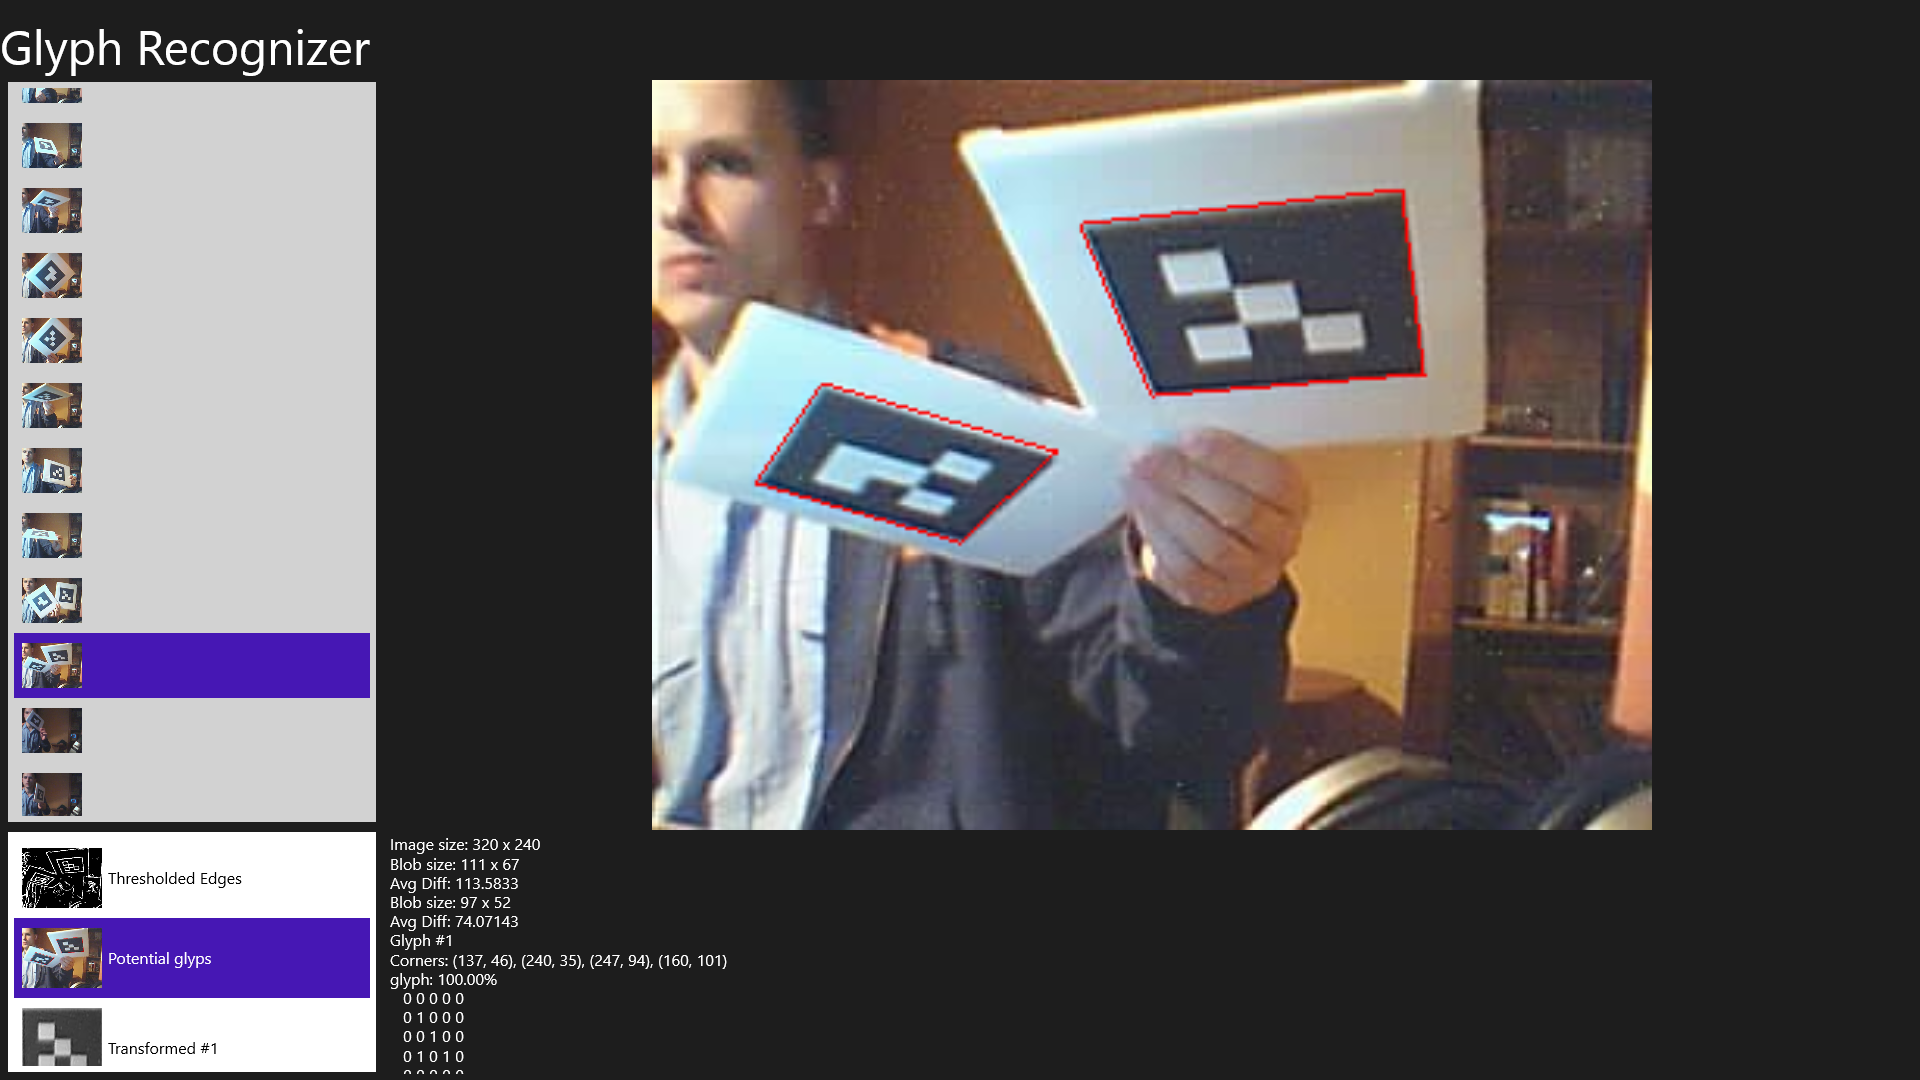 Glyph Recognizer
Thresholded Edges
Potential glyps
Transformed #1
Image size: 320 x 240
Blob size: 111 x 67
Avg Diff: 113.5833
Blob size: 97 x 52
Avg Diff: 74.07143
Glyph #1
Corners: (137, 46), (240, 35), (247, 94), (160, 101)
glyph: 100.00%
0 0 0 0 0
0 1 0 0 0
0 0 1 0 0
0 1 0 1 0